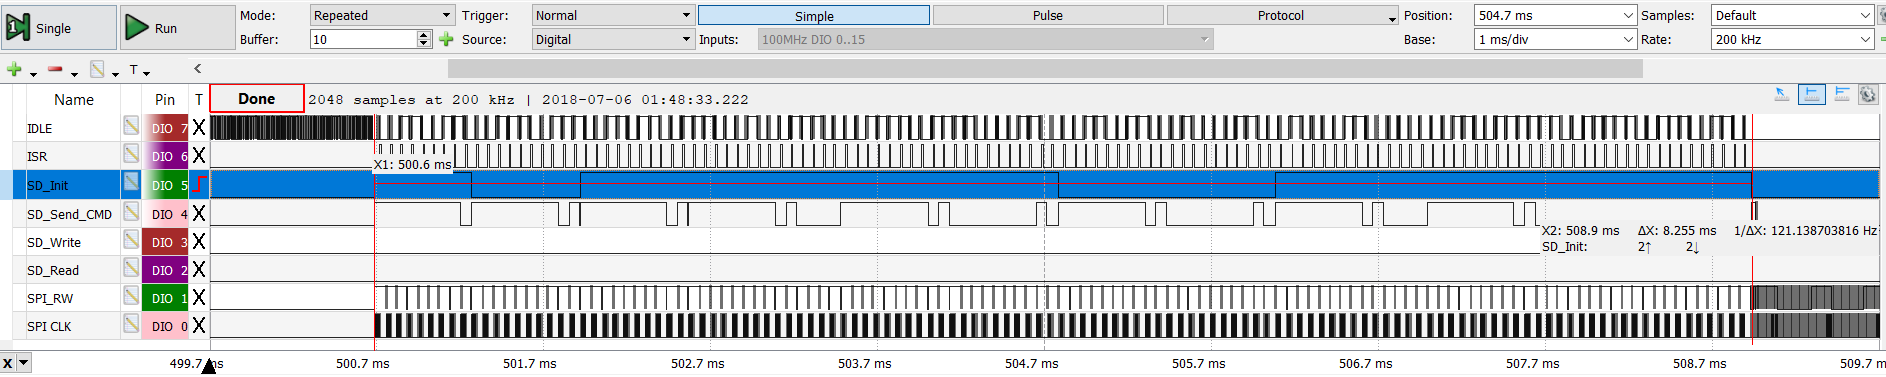 Single Run Mode: Repeated Trigger: Normal Simple Pulse Protocol Position: 504.7 ms Samples: Default
Buffer: 10 Source: Digital Inputs: 100MHz DIO 0..15 Base: 1 ms/div Rate: 200 kHz
T
Name Pin T Done 2048 samples at 200 kHz | 2018-07-06 01:48:33.222
IDLE DIO 7 X
ISR DIO 6 X
X1: 500.6 ms
SD_Init DIO 5
SD_Send_CMD DIO 4 X
X2: 508.9 ms ΔX: 8.255 ms 1/ΔX: 121.138703816 Hz
SD_Write DIO 3 X
SD_Init: 2↑ 2↓
SD_Read DIO 2 X
SPI_RW DIO 1 X
SPI CLK DIO 0 X
X 499.7 ms 500.7 ms 501.7 ms 502.7 ms 503.7 ms 504.7 ms 505.7 ms 506.7 ms 507.7 ms 508.7 ms 509.7 m